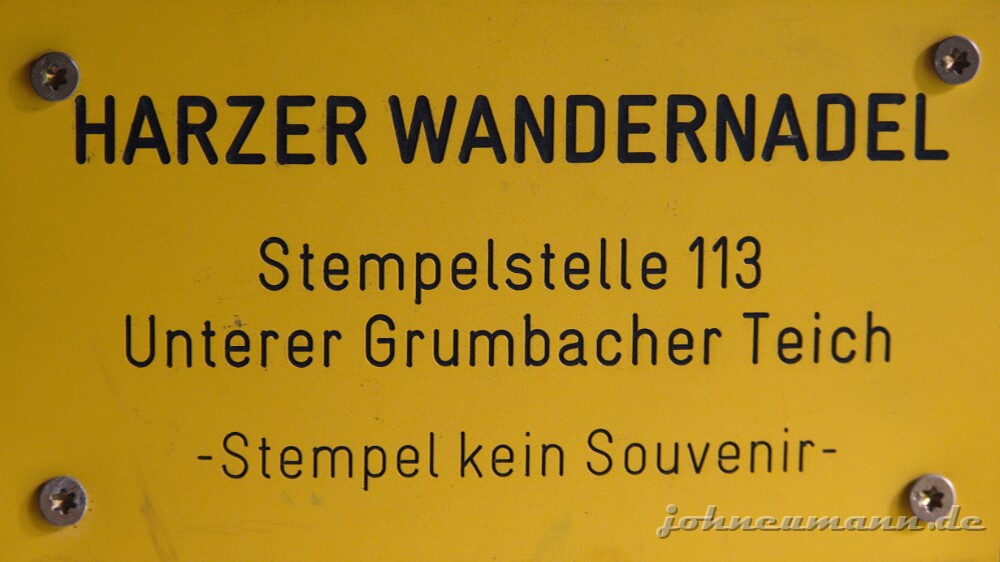 HARZER WANDERNADEL
Stempelstelle 113
Unterer Grumbacher Teich
-Stempel kein Souvenir-
johneumann.de